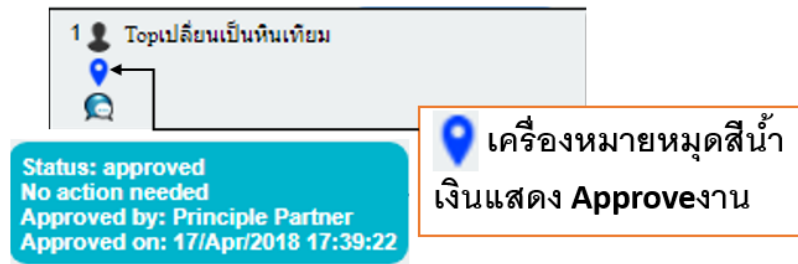 1 Topเปลี่ยนเป็นหินเทียม
Status: approved
No action needed
Approved by: Principle Partner
Approved on: 17/Apr/2018 17:39:22
เครื่องหมายหมุดสีน้ำ
เงินแสดง Approveงาน